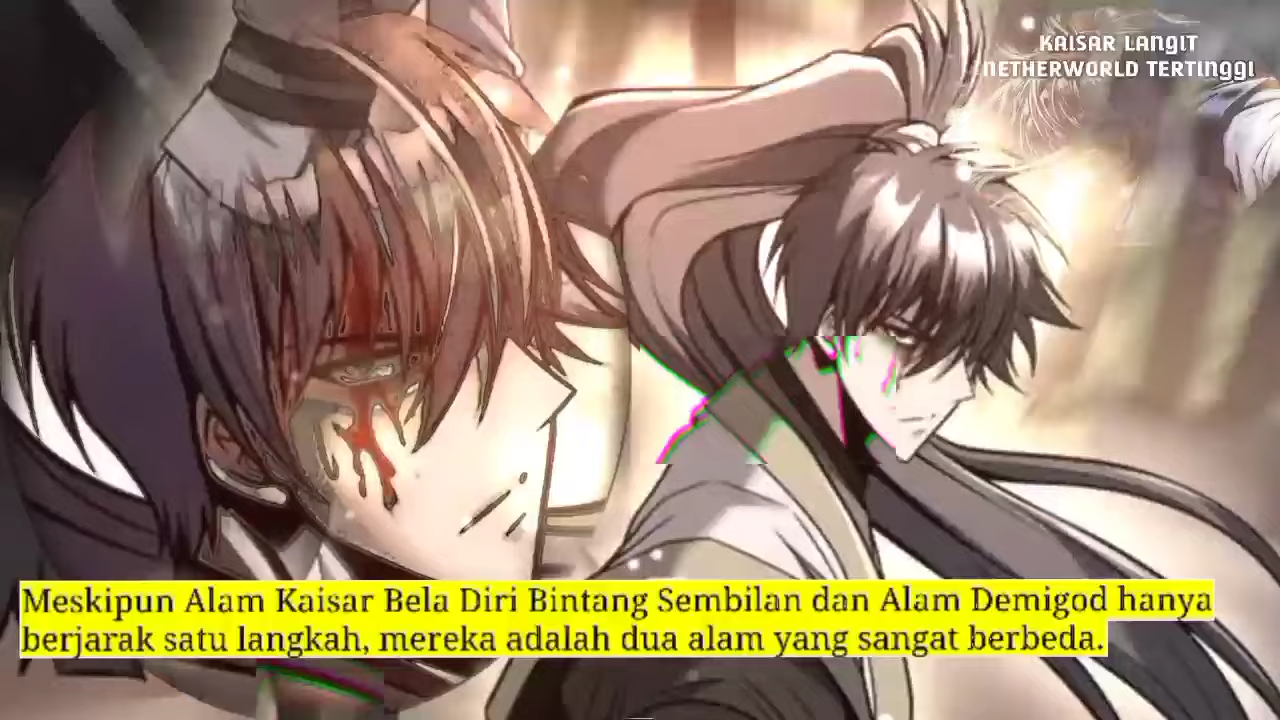 KAISAR LANGIT
NETHERWORLD TERTINGGI
Meskipun Alam Kaisar Bela Diri Bintang Sembilan dan Alam Demigod hanya
berjarak satu langkah, mereka adalah dua alam yang sangat berbeda.